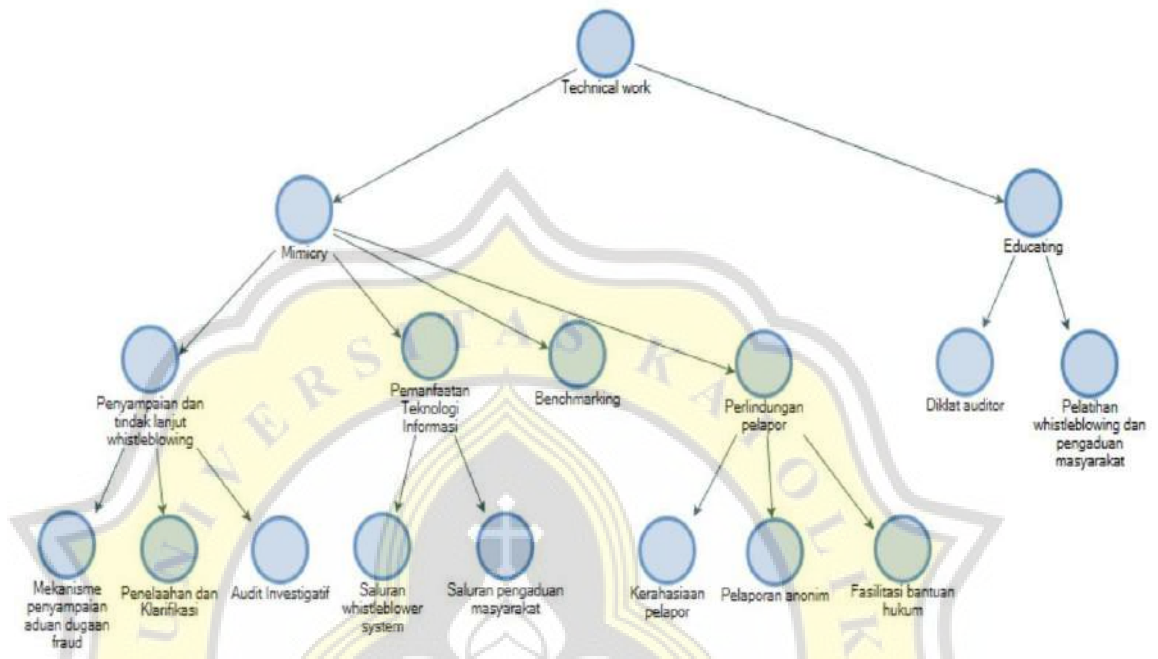 Technical work
Mimicry
Educating
Penyampaian dan
tindak lanjut
whistleblowing
Pemanfaatan
Teknologi
Informasi
Benchmarking
Perlindungan
pelapor
Diklat auditor
Pelatihan
whistleblowing dan
pengaduan
masyarakat
Mekanisme
penyampaian
aduan dugaan
fraud
Penelaahan dan
Klarifikasi
Audit Investigatif
Saluran
whistleblower
system
Saluran pengaduan
masyarakat
Kerahasiaan
pelapor
Pelaporan anonim
Fasilitasi bantuan
hukum
UNIVERSITAS KATOLIK